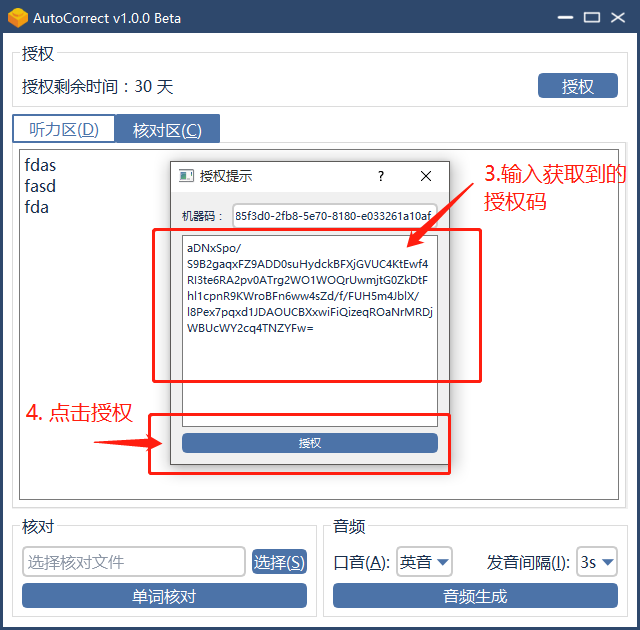 AutoCorrect v1.0.0 Beta
授权
授权剩余时间：30 天
授权
听力区(D)
核对区(C)
fdas
fasd
fda
授权提示
?
机器码：
85f3d0-2fb8-5e70-8180-e033261a10af
aDNxSpo/
S9B2gaqxFZ9ADD0suHydckBFXjGVUC4KtEwf4
RI3te6RA2pv0ATrg2WO1WOQrUwmjtG0ZkDtF
hl1cpnR9KWroBFn6ww4sZd/f/FUH5m4JblX/
l8Pex7pqxd1JDAOUCBXxwiFiQizeqROaNrMRDj
WBUcWY2cq4TNZYFw=
授权
3.输入获取到的
授权码
4. 点击授权
核对
选择核对文件
选择(S)
单词核对
音频
口音(A):
英音
发音间隔(I):
3s
音频生成